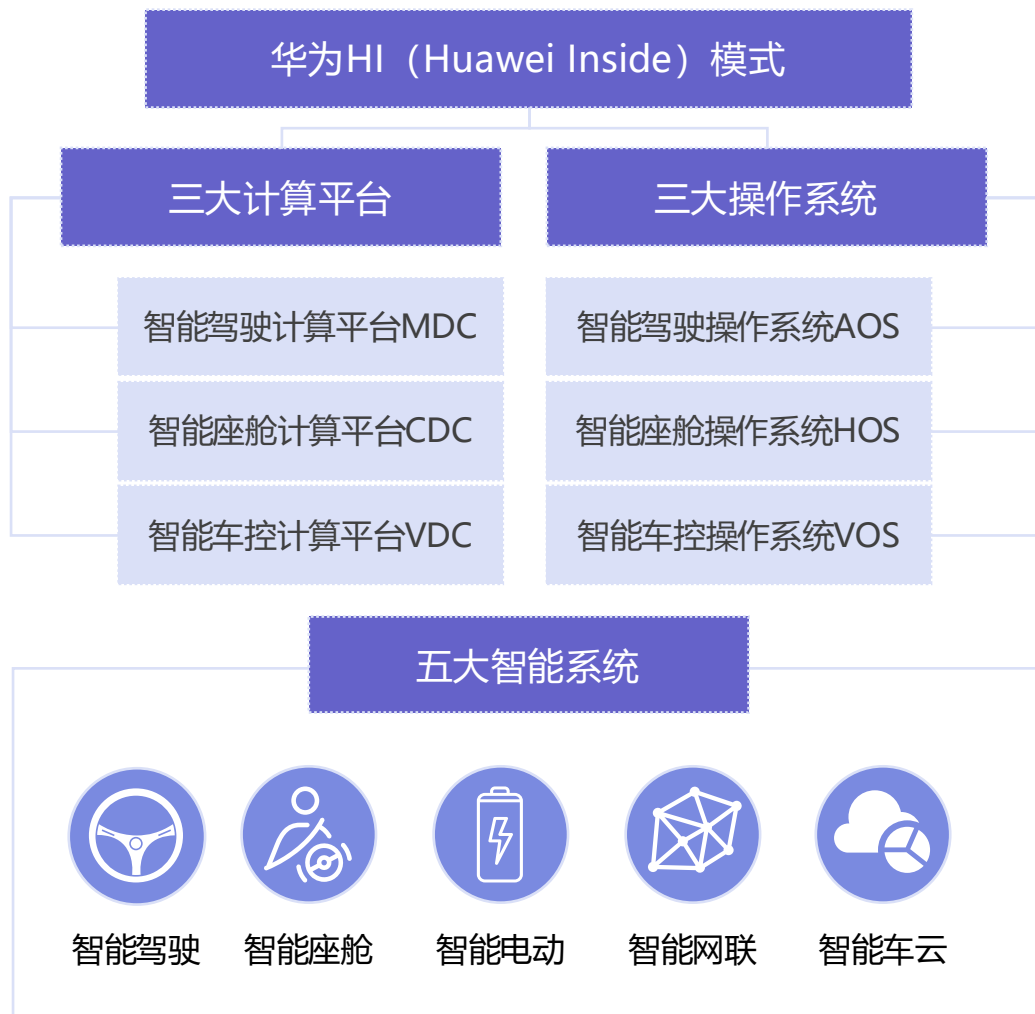 华为HI（Huawei Inside）模式
三大计算平台
三大操作系统
智能驾驶计算平台MDC
智能驾驶操作系统AOS
智能座舱计算平台CDC
智能座舱操作系统HOS
智能车控计算平台VDC
智能车控操作系统VOS
五大智能系统
智能驾驶
智能座舱
智能电动
智能网联
智能车云